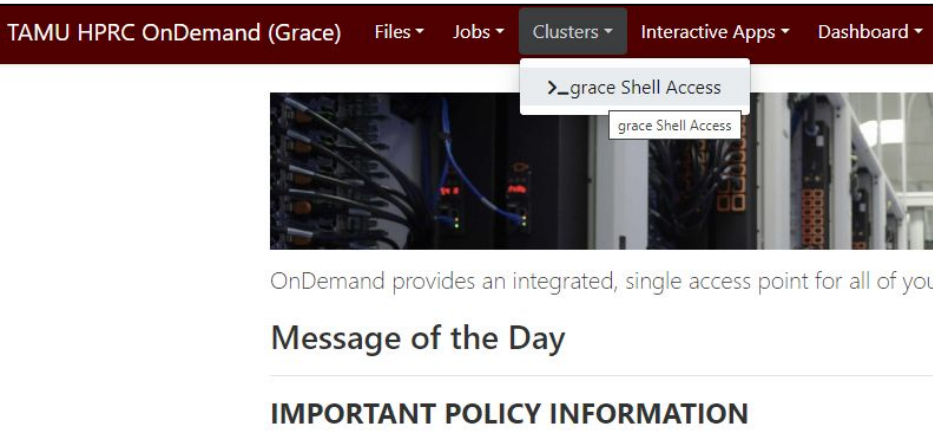 TAMU HPRC OnDemand (Grace) Files Jobs Clusters Interactive Apps Dashboard
>_grace Shell Access
grace Shell Access
OnDemand provides an integrated, single access point for all of you
Message of the Day
IMPORTANT POLICY INFORMATION